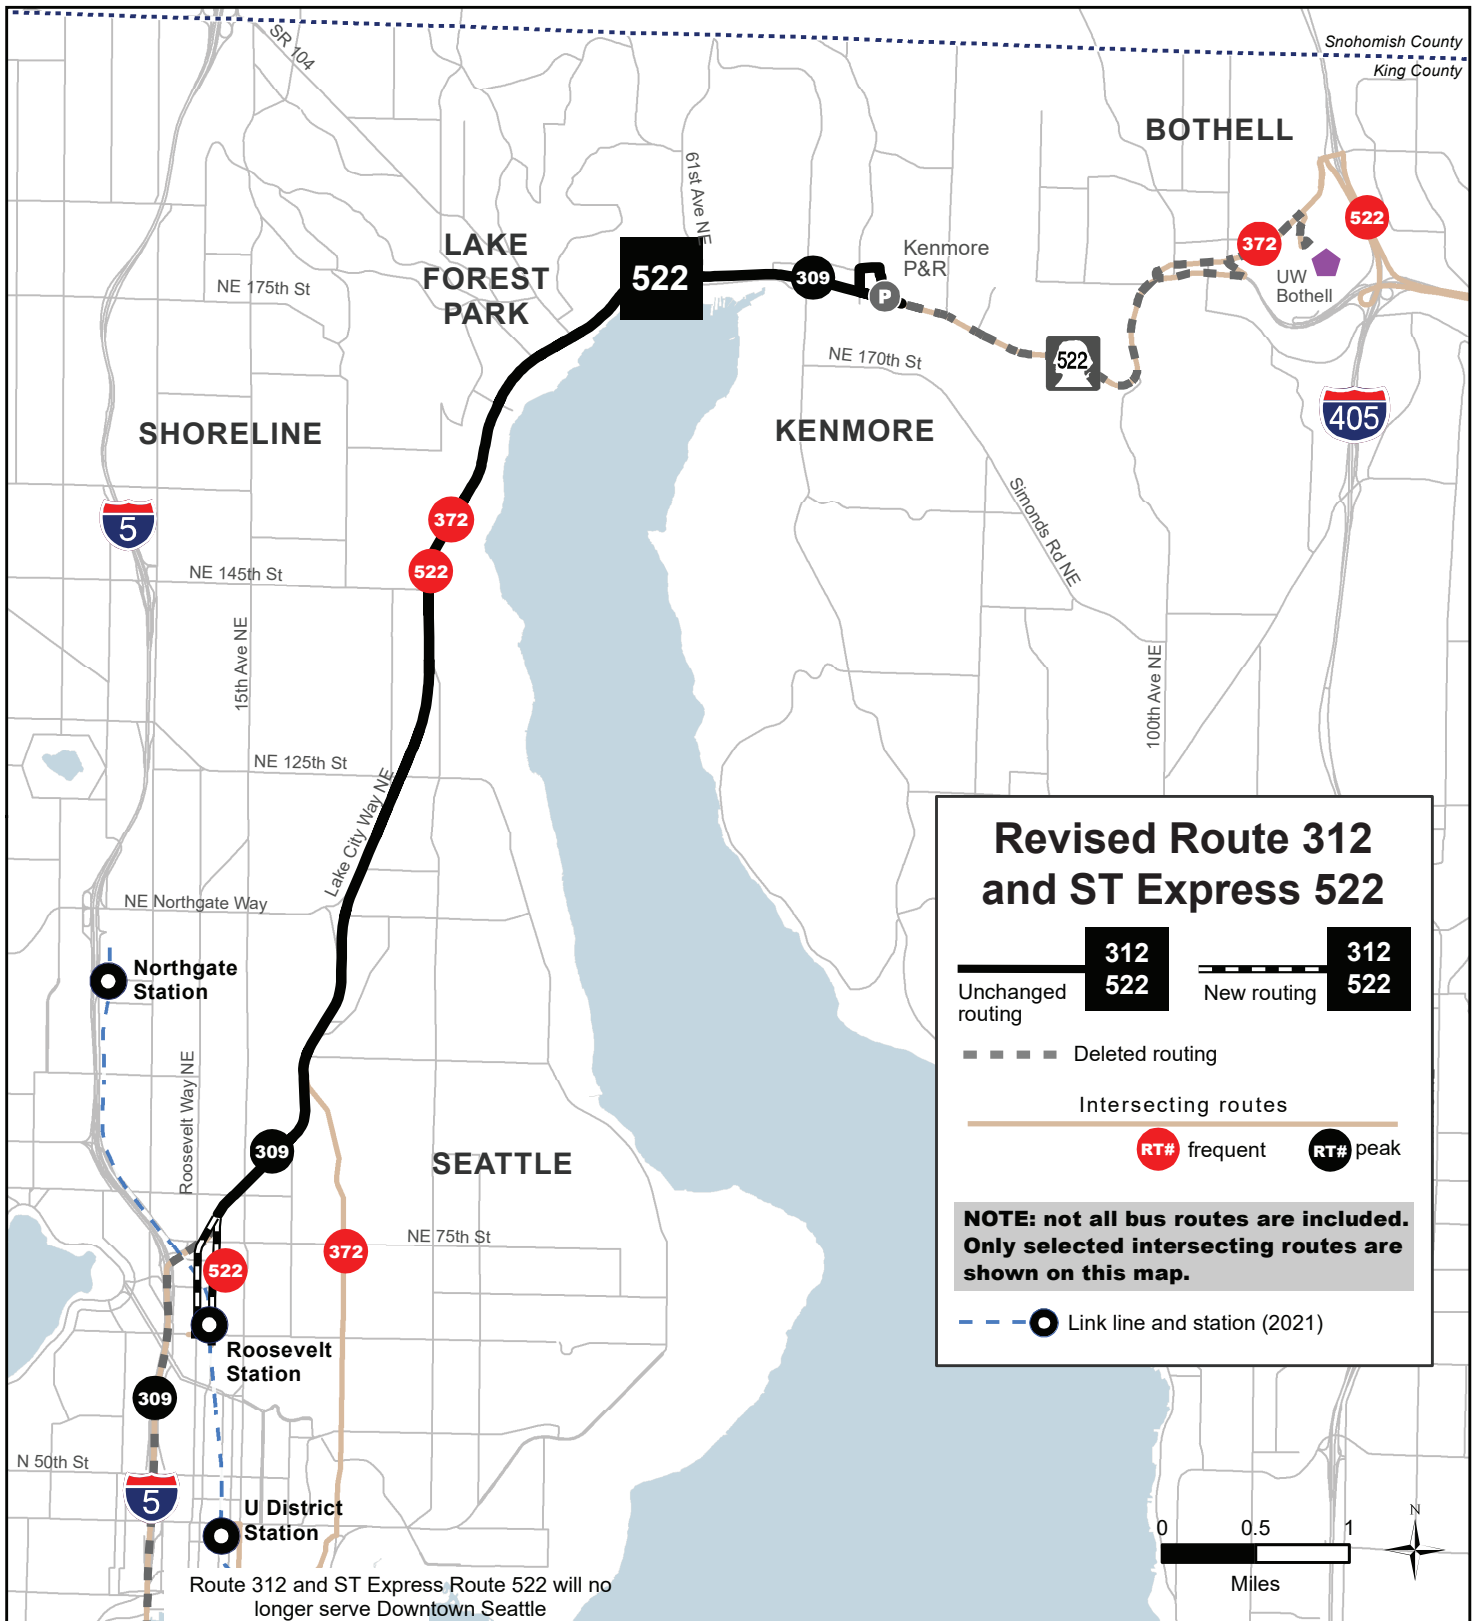 Snohomish County
King County
SR 104
BOTHELL
61st Ave NE
522
372
LAKE
FOREST
PARK
Kenmore
P&R
522
309
P
UW
Bothell
NE 175th St
522
NE 170th St
405
SHORELINE
KENMORE
5
372
Simonds Rd NE
522
NE 145th St
15th Ave NE
100th Ave NE
NE 125th St
Lake City Way NE
NE Northgate Way
Northgate
Station
Roosevelt Way NE
309
SEATTLE
NE 75th St
372
522
Roosevelt
Station
309
N 50th St
5
U District
Station
Route 312 and ST Express Route 522 will no
longer serve Downtown Seattle
Revised Route 312
and ST Express 522
312
522
Unchanged
routing
312
522
New routing
Deleted routing
Intersecting routes
RT# frequent
RT# peak
NOTE: not all bus routes are included.
Only selected intersecting routes are
shown on this map.
Link line and station (2021)
N
0 0.5 1
Miles